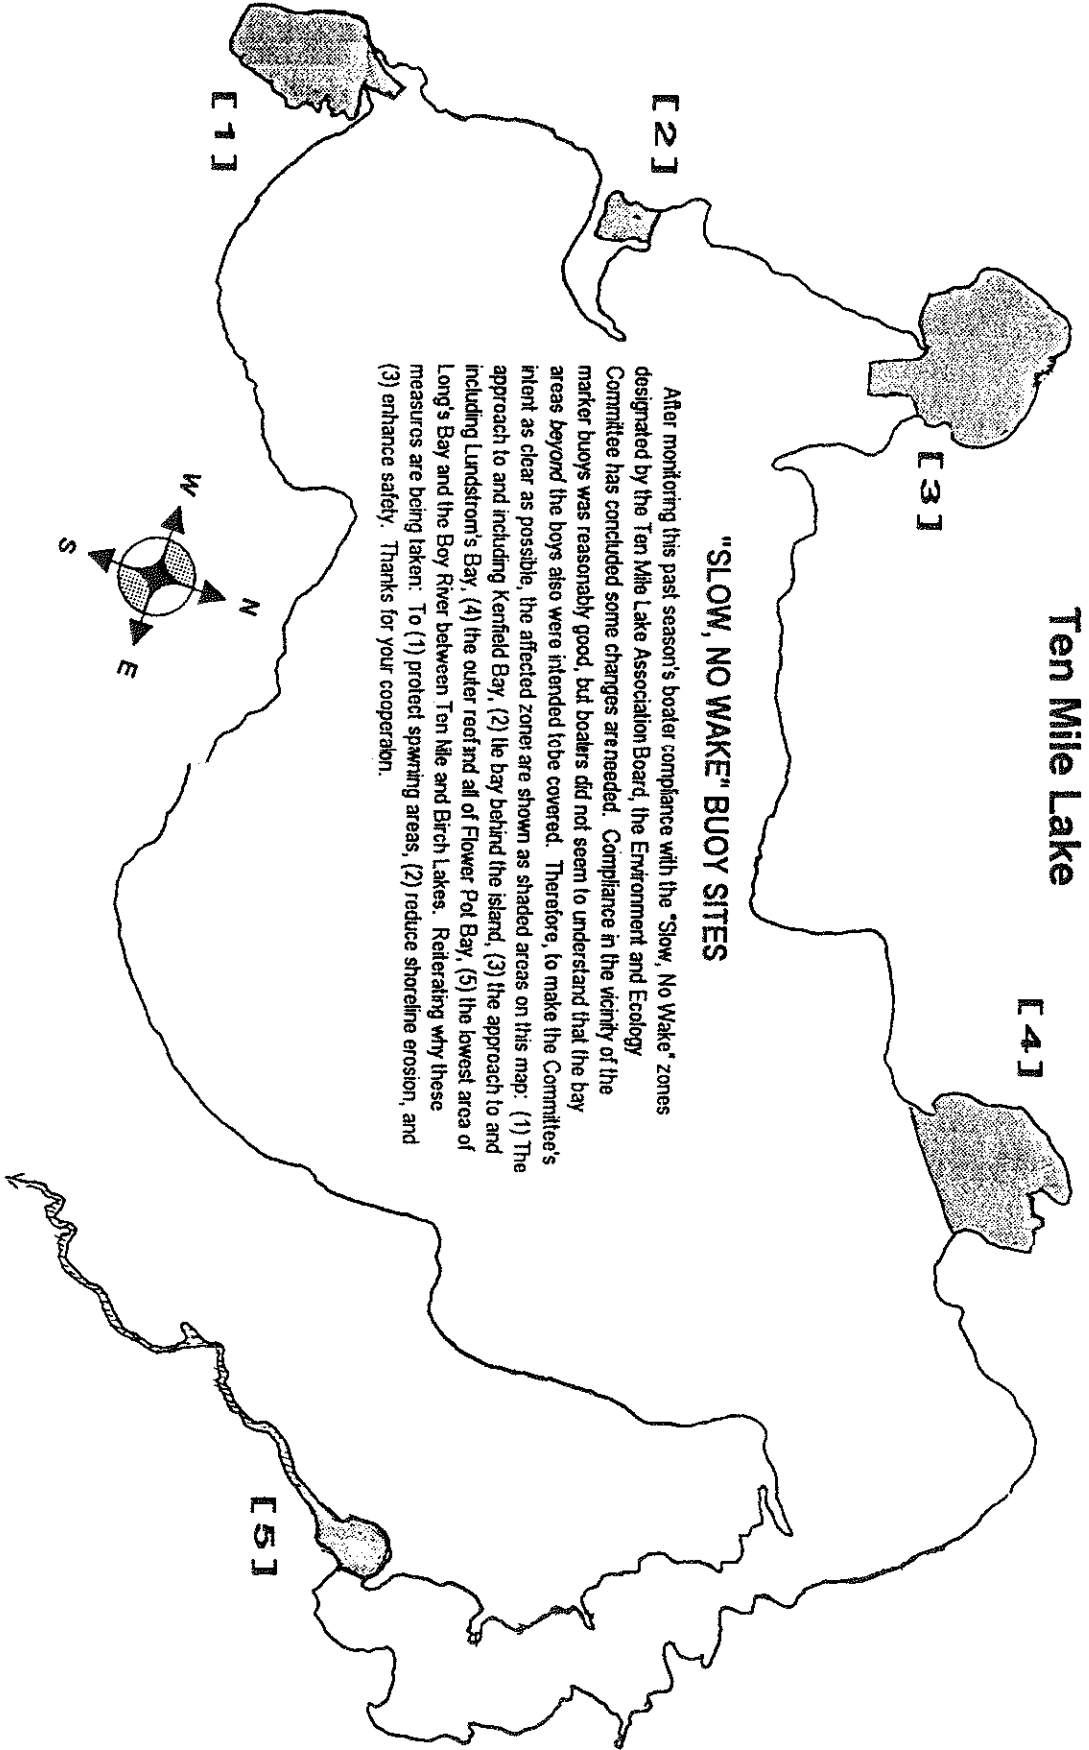 Ten Mile Lake
[1]
[2]
[3]
[4]
[5]
"SLOW, NO WAKE" BUOY SITES
After monitoring this past season's boater compliance with the "Slow, No Wake" zones
designated by the Ten Mile Lake Association Board, the Environment and Ecology
Committee has concluded some changes are needed. Compliance in the vicinity of the
marker buoys was reasonably good, but boaters did not seem to understand that the bay
areas beyond the boys also were intended to be covered. Therefore, to make the Committee's
intent as clear as possible, the affected zones are shown as shaded areas on this map: (1) The
approach to and including Kenfield Bay, (2) the bay behind the island, (3) the approach to and
including Lundstrom's Bay, (4) the outer reef and all of Flower Pot Bay, (5) the lowest area of
Long's Bay and the Boy River between Ten Mile and Birch Lakes. Reiterating why these
measures are being taken: To (1) protect spawning areas, (2) reduce shoreline erosion, and
(3) enhance safety. Thanks for your cooperaion.
W
N
S
E